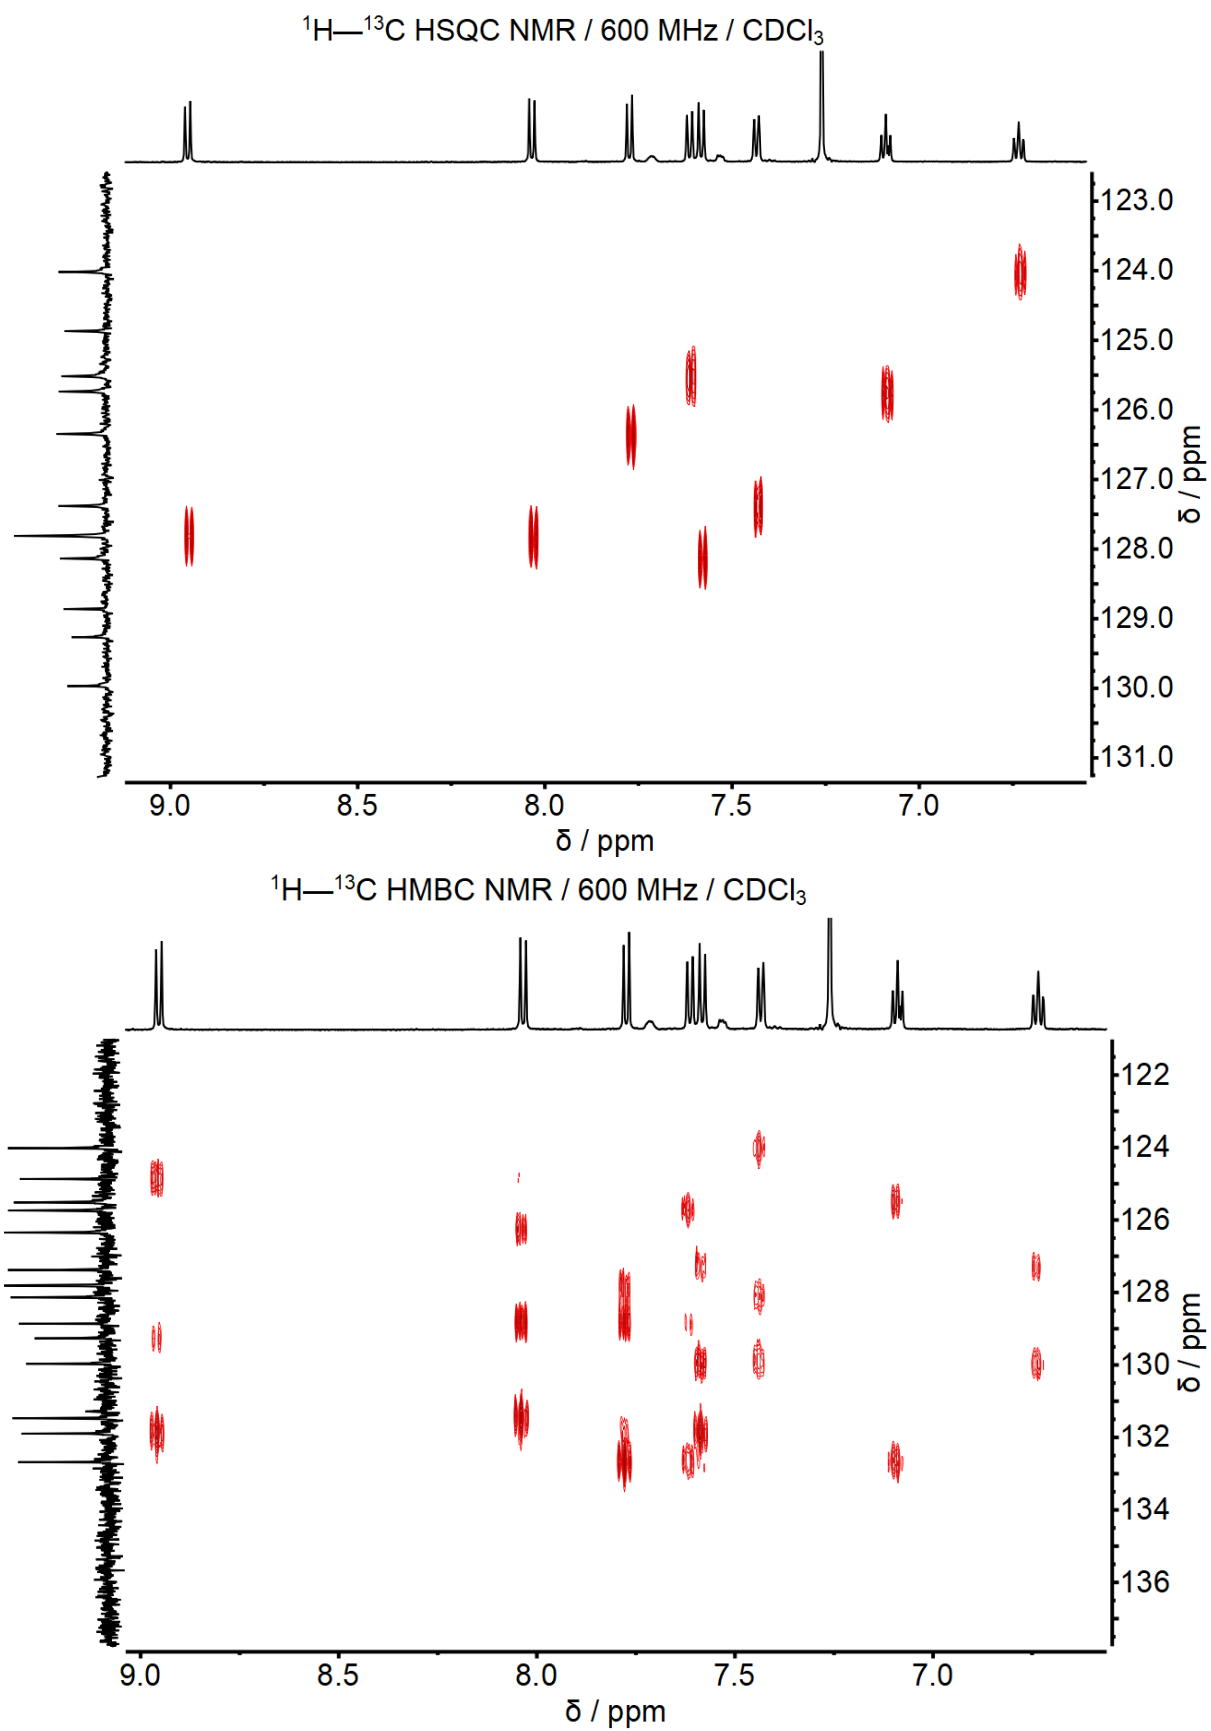 ¹H—¹³C HSQC NMR / 600 MHz / CDCl₃
123.0
124.0
125.0
126.0
127.0
128.0
129.0
130.0
131.0
δ / ppm
9.0 8.5 8.0 7.5 7.0
δ / ppm
¹H—¹³C HMBC NMR / 600 MHz / CDCl₃
122
124
126
128
130
132
134
136
δ / ppm
9.0 8.5 8.0 7.5 7.0
δ / ppm